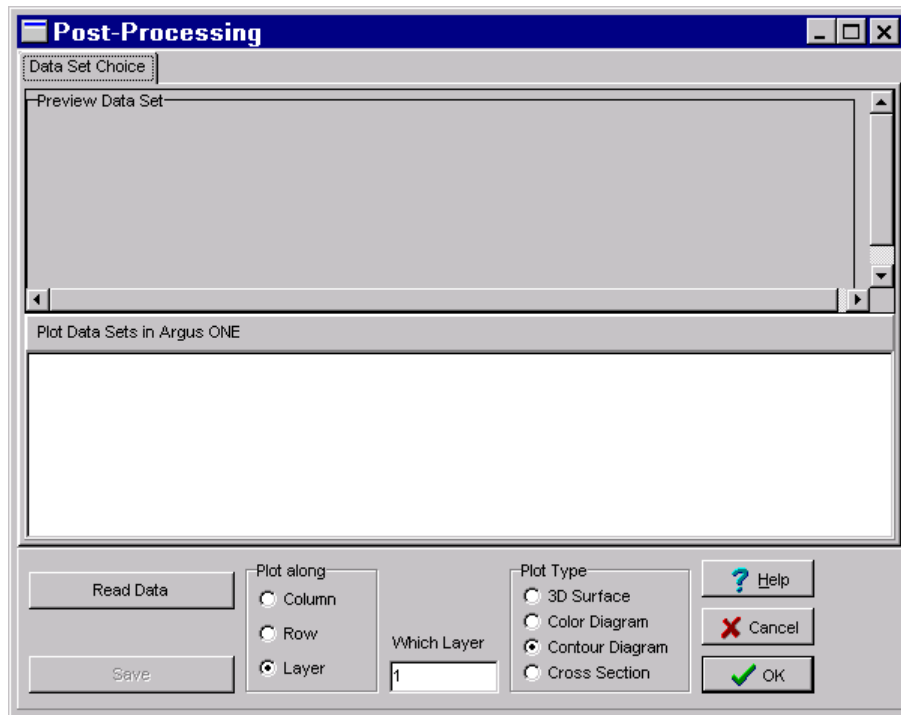 Post-Processing
Data Set Choice
Preview Data Set
Plot Data Sets in Argus ONE
Read Data
Save
Plot along
Column
Row
Layer
Which Layer
1
Plot Type
3D Surface
Color Diagram
Contour Diagram
Cross Section
? Help
Cancel
OK